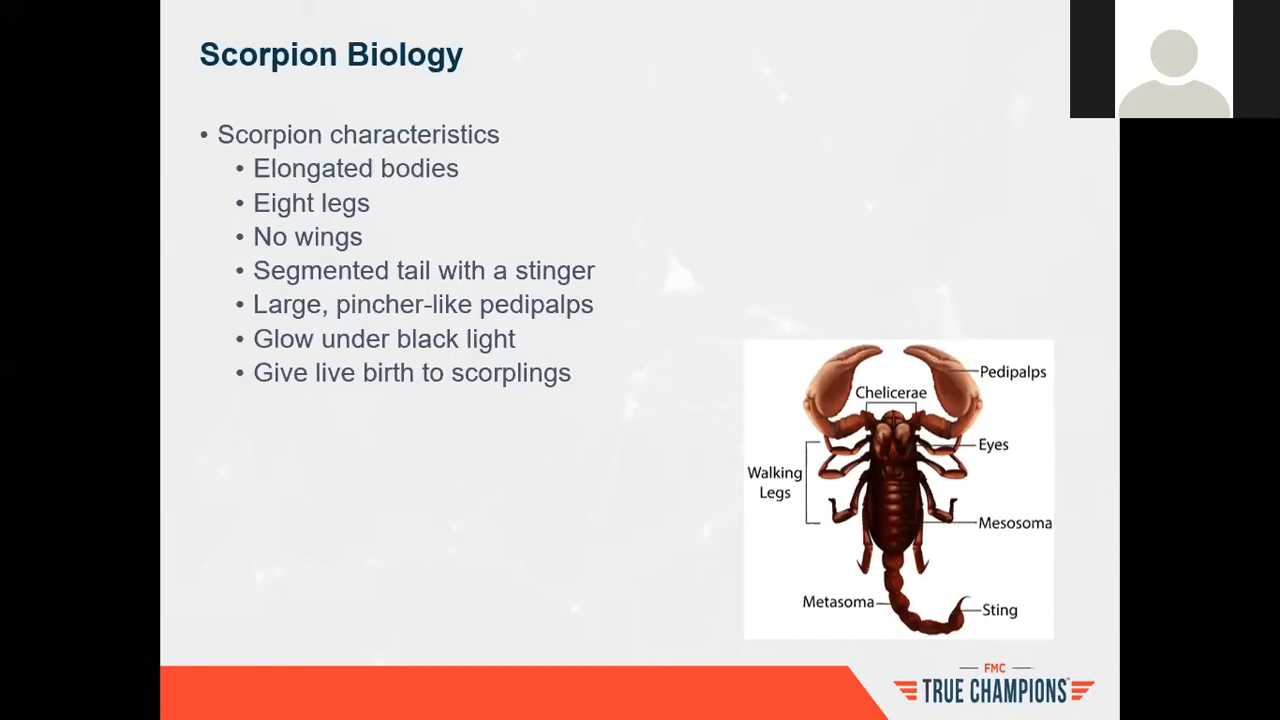 Scorpion Biology
• Scorpion characteristics
• Elongated bodies
• Eight legs
• No wings
• Segmented tail with a stinger
• Large, pincher-like pedipalps
• Glow under black light
• Give live birth to scorplings
Pedipalps
Chelicerae
Eyes
Walking
Legs
Mesosoma
Metasoma
Sting
FMC
TRUE CHAMPIONS